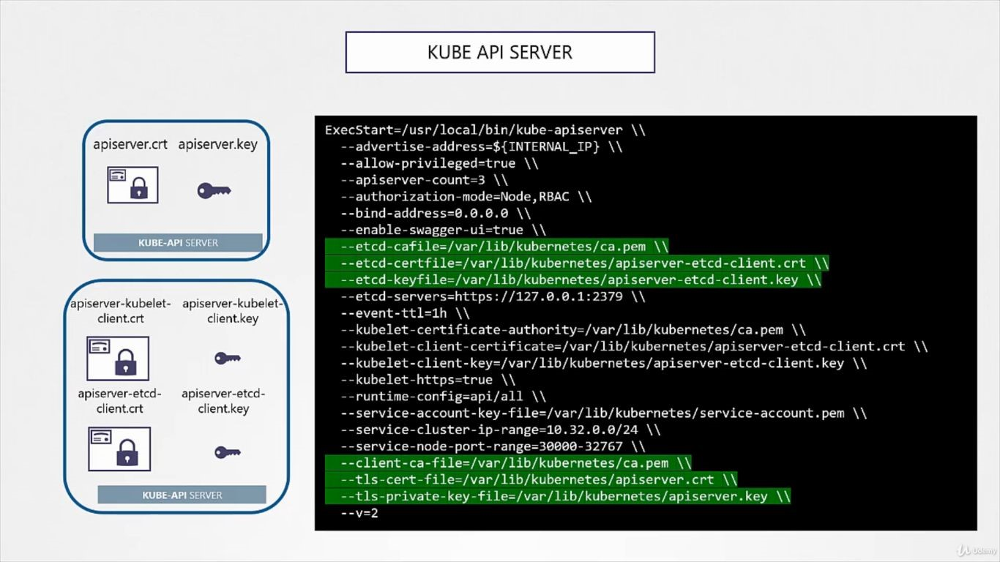 KUBE API SERVER
apiserver.crt apiserver.key
KUBE-API SERVER
apiserver-kubelet-
client.crt
apiserver-kubelet-
client.key
apiserver-etcd-
client.crt
apiserver-etcd-
client.key
KUBE-API SERVER
ExecStart=/usr/local/bin/kube-apiserver \\
--advertise-address=${INTERNAL_IP} \\
--allow-privileged=true \\
--apiserver-count=3 \\
--authorization-mode=Node,RBAC \\
--bind-address=0.0.0.0 \\
--enable-swagger-ui=true \\
--etcd-cafile=/var/lib/kubernetes/ca.pem \\
--etcd-certfile=/var/lib/kubernetes/apiserver-etcd-client.crt \\
--etcd-keyfile=/var/lib/kubernetes/apiserver-etcd-client.key \\
--etcd-servers=https://127.0.0.1:2379 \\
--event-ttl=1h \\
--kubelet-certificate-authority=/var/lib/kubernetes/ca.pem \\
--kubelet-client-certificate=/var/lib/kubernetes/apiserver-etcd-client.crt \\
--kubelet-client-key=/var/lib/kubernetes/apiserver-etcd-client.key \\
--kubelet-https=true \\
--runtime-config=api/all \\
--service-account-key-file=/var/lib/kubernetes/service-account.pem \\
--service-cluster-ip-range=10.32.0.0/24 \\
--service-node-port-range=30000-32767 \\
--client-ca-file=/var/lib/kubernetes/ca.pem \\
--tls-cert-file=/var/lib/kubernetes/apiserver.crt \\
--tls-private-key-file=/var/lib/kubernetes/apiserver.key \\
--v=2
Udemy